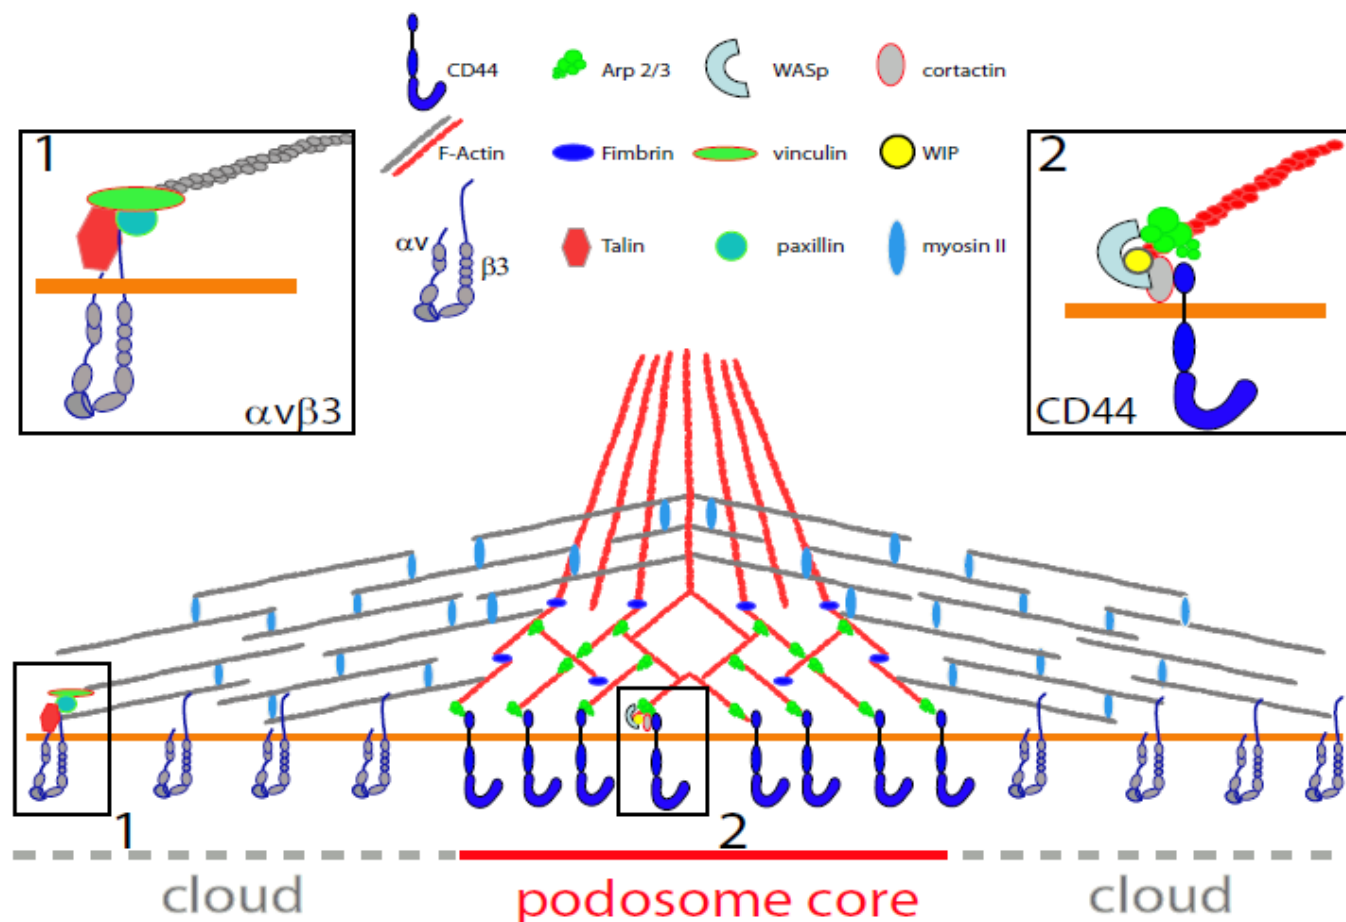 CD44
Arp 2/3
WASp
cortactin
F-Actin
Fimbrin
vinculin
WIP
αv
β3
Talin
paxillin
myosin II
1
αvβ3
2
CD44
1
2
cloud
podosome core
cloud